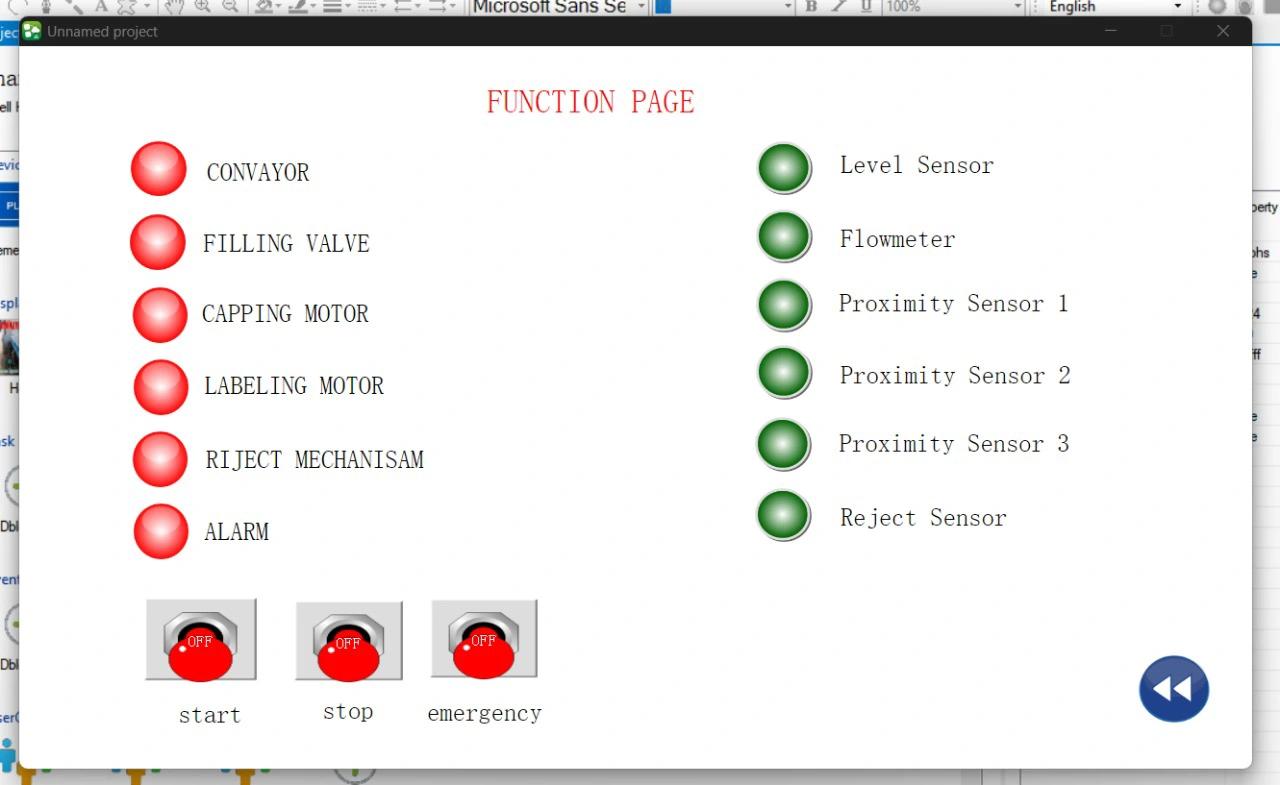 Microsoft Sans Se
B
U
100%
English
Unnamed project
FUNCTION PAGE
CONVAYOR
Level Sensor
FILLING VALVE
Flowmeter
CAPPING MOTOR
Proximity Sensor 1
LABELING MOTOR
Proximity Sensor 2
RIJECT MECHANISAM
Proximity Sensor 3
ALARM
Reject Sensor
OFF
OFF
OFF
start
stop
emergency